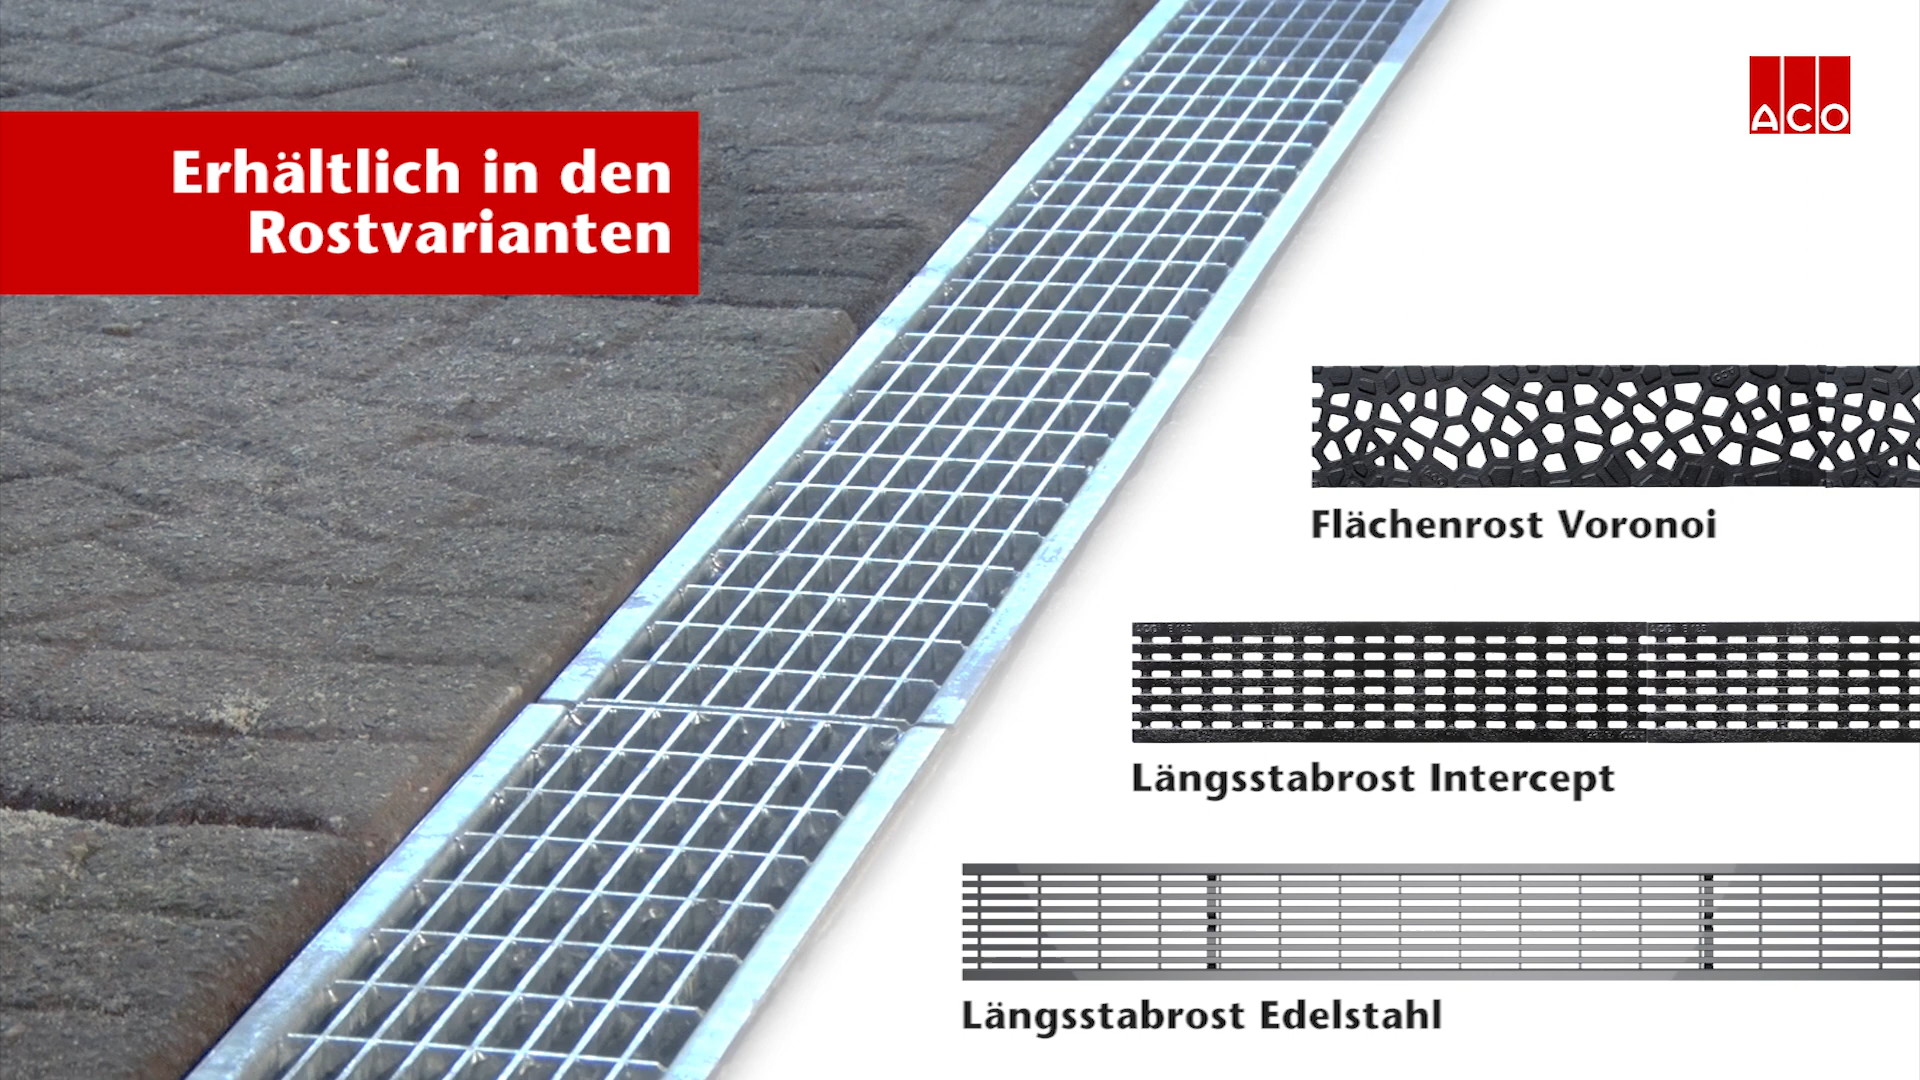 Erhältlich in den
Rostvarianten
ACO
Flächenrost Voronoi
Längsstabrost Intercept
Längsstabrost Edelstahl